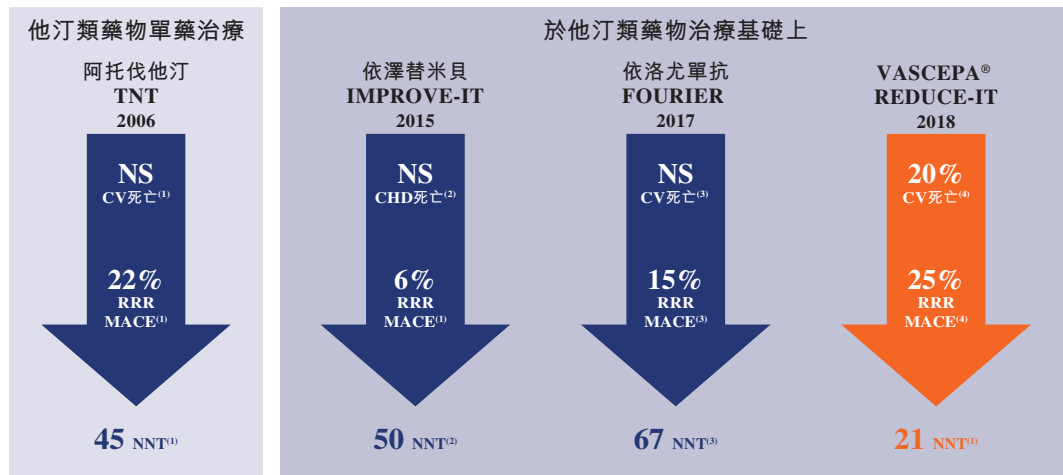 他汀類藥物單藥治療
於他汀類藥物治療基礎上
阿托伐他汀
TNT
2006
NS
CV死亡(1)
22%
RRR
MACE(1)
45 NNT(1)
依澤替米貝
IMPROVE-IT
2015
NS
CHD死亡(2)
6%
RRR
MACE(1)
50 NNT(2)
依洛尤單抗
FOURIER
2017
NS
CV死亡(3)
15%
RRR
MACE(3)
67 NNT(3)
VASCEPA®
REDUCE-IT
2018
20%
CV死亡(4)
25%
RRR
MACE(4)
21 NNT(1)